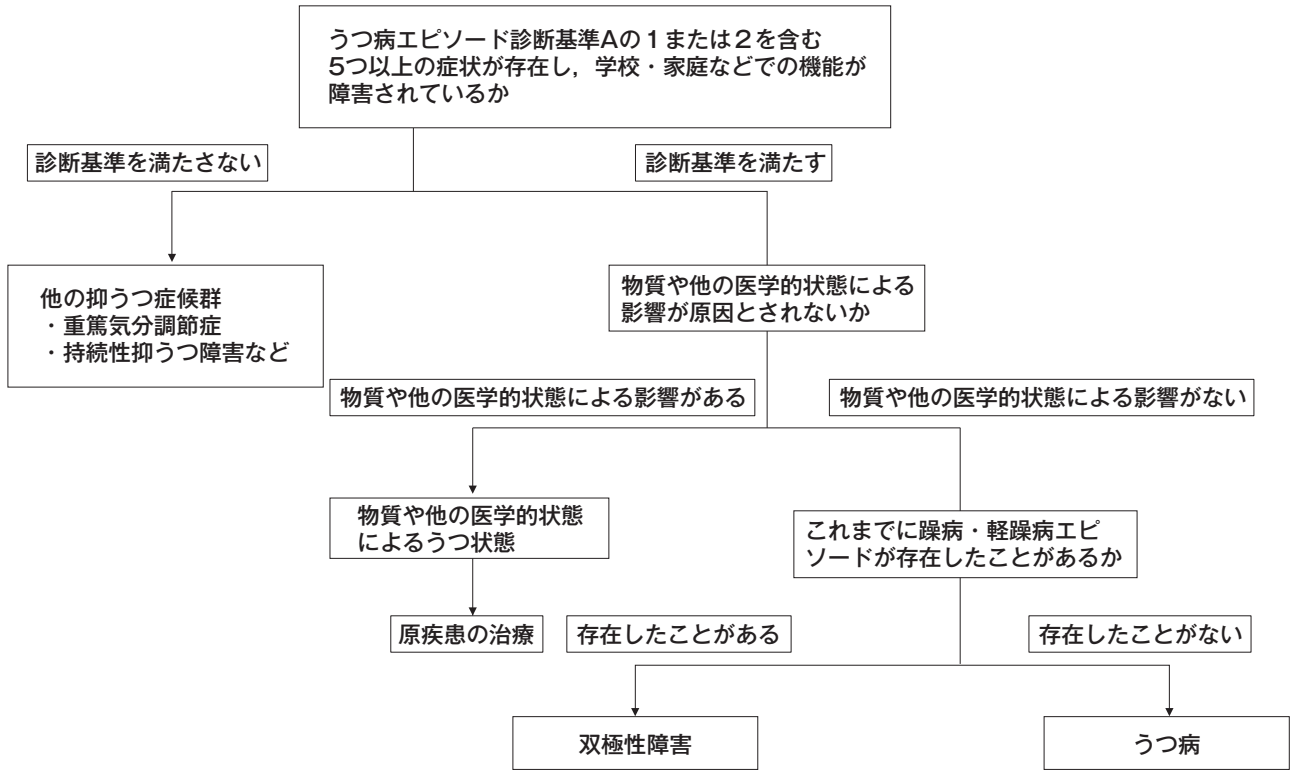 うつ病エピソード診断基準Aの1または2を含む
5つ以上の症状が存在し，学校・家庭などでの機能が
障害されているか
診断基準を満たさない
診断基準を満たす
他の抑うつ症候群
・重篤気分調節症
・持続性抑うつ障害など
物質や他の医学的状態による
影響が原因とされないか
物質や他の医学的状態による影響がある
物質や他の医学的状態による影響がない
物質や他の医学的状態
によるうつ状態
これまでに躁病・軽躁病エピ
ソードが存在したことがあるか
原疾患の治療
存在したことがある
存在したことがない
双極性障害
うつ病